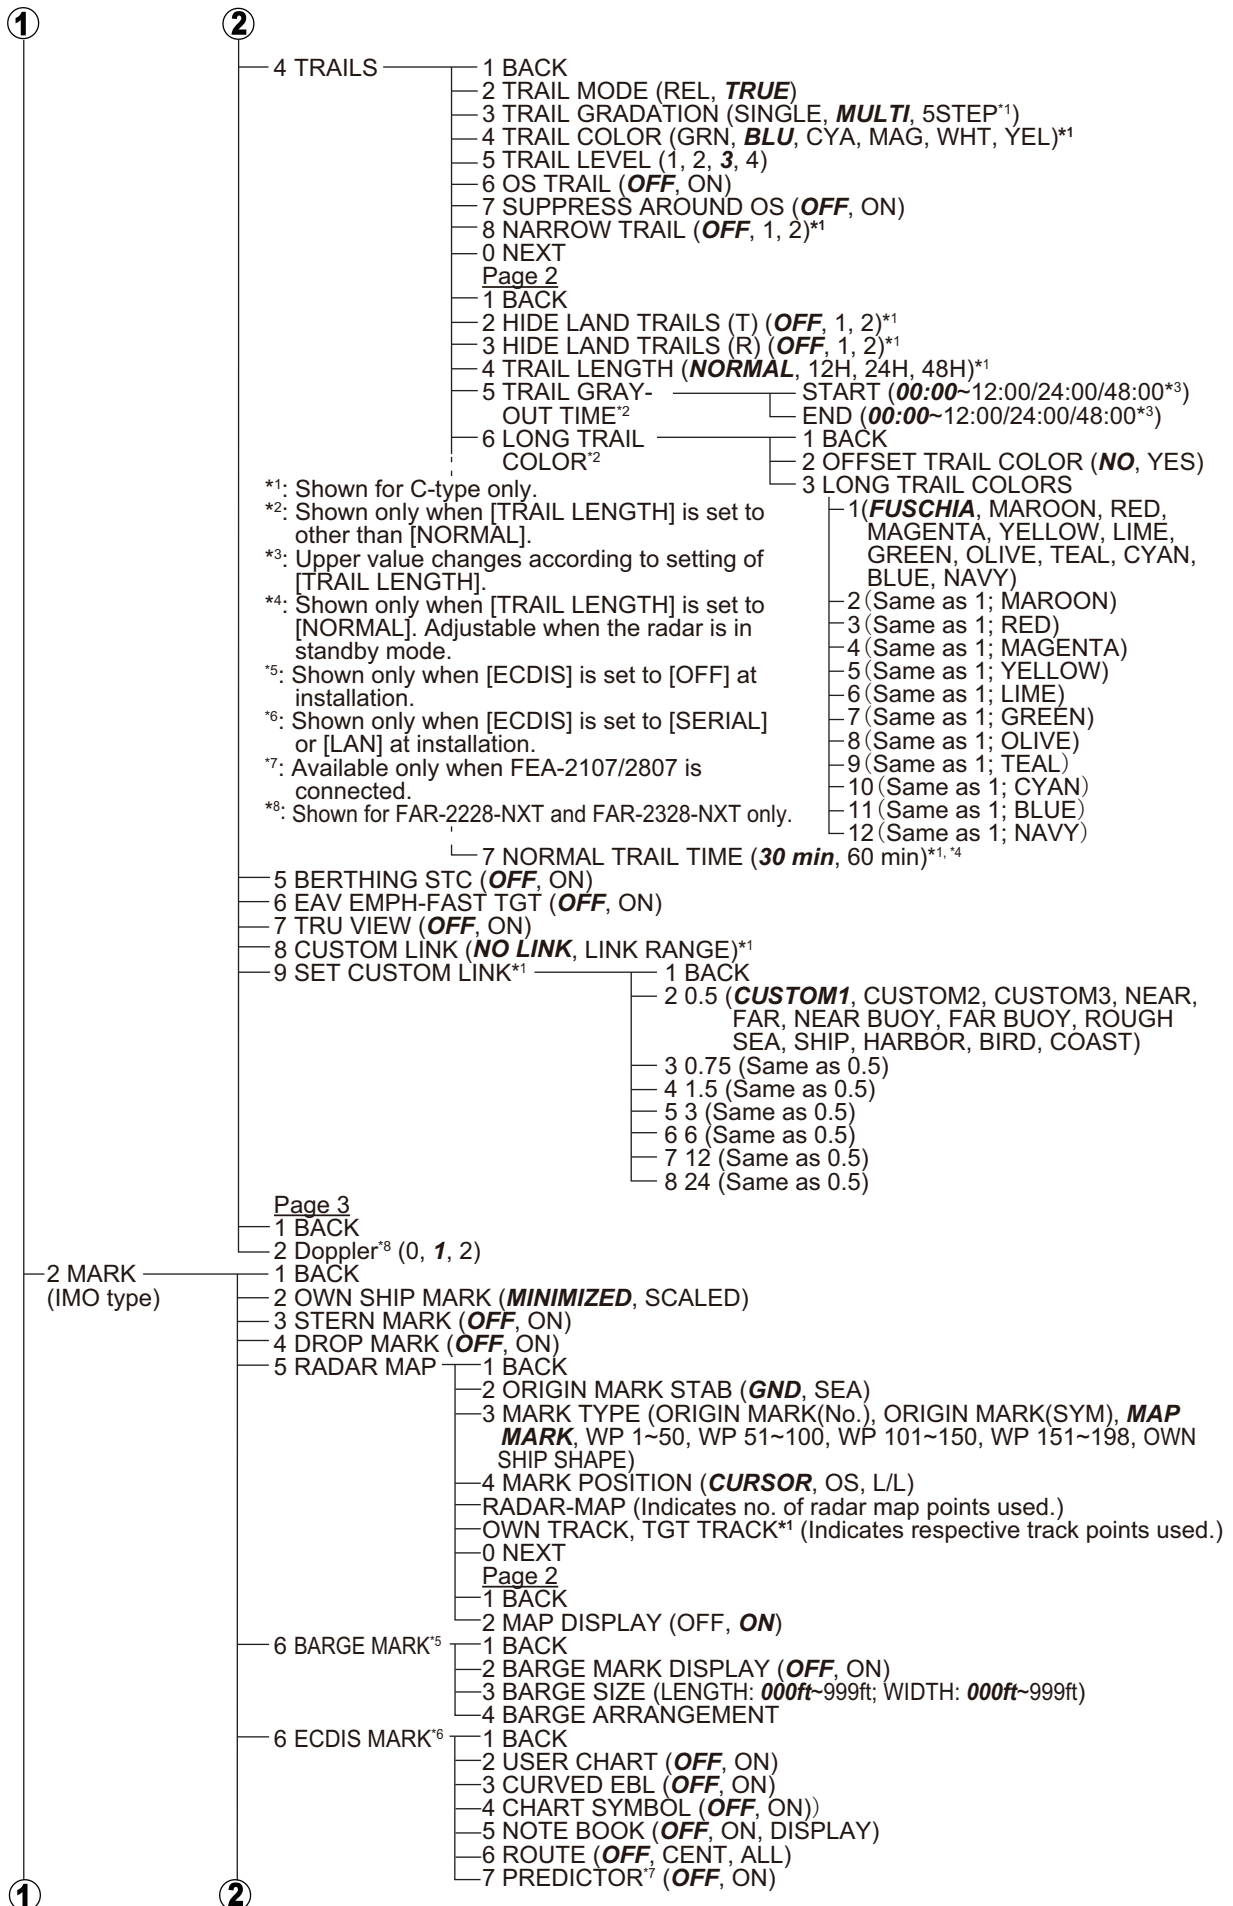 1 2
4 TRAILS
1 BACK
2 TRAIL MODE (REL, TRUE)
3 TRAIL GRADATION (SINGLE, MULTI, 5STEP*1)
4 TRAIL COLOR (GRN, BLU, CYA, MAG, WHT, YEL)*1
5 TRAIL LEVEL (1, 2, 3, 4)
6 OS TRAIL (OFF, ON)
7 SUPPRESS AROUND OS (OFF, ON)
8 NARROW TRAIL (OFF, 1, 2)*1
0 NEXT
Page 2
1 BACK
2 HIDE LAND TRAILS (T) (OFF, 1, 2)*1
3 HIDE LAND TRAILS (R) (OFF, 1, 2)*1
4 TRAIL LENGTH (NORMAL, 12H, 24H, 48H)*1
5 TRAIL GRAY-
OUT TIME*2
START (00:00~12:00/24:00/48:00*3)
END (00:00~12:00/24:00/48:00*3)
6 LONG TRAIL
COLOR*2
1 BACK
2 OFFSET TRAIL COLOR (NO, YES)
3 LONG TRAIL COLORS
1(FUSCHIA, MAROON, RED,
MAGENTA, YELLOW, LIME,
GREEN, OLIVE, TEAL, CYAN,
BLUE, NAVY)
2(Same as 1; MAROON)
3(Same as 1; RED)
4(Same as 1; MAGENTA)
5(Same as 1; YELLOW)
6(Same as 1; LIME)
7(Same as 1; GREEN)
8(Same as 1; OLIVE)
9(Same as 1; TEAL)
10(Same as 1; CYAN)
11(Same as 1; BLUE)
12(Same as 1; NAVY)
*1: Shown for C-type only.
*2: Shown only when [TRAIL LENGTH] is set to
other than [NORMAL].
*3: Upper value changes according to setting of
[TRAIL LENGTH].
*4: Shown only when [TRAIL LENGTH] is set to
[NORMAL]. Adjustable when the radar is in
standby mode.
*5: Shown only when [ECDIS] is set to [OFF] at
installation.
*6: Shown only when [ECDIS] is set to [SERIAL]
or [LAN] at installation.
*7: Available only when FEA-2107/2807 is
connected.
*8: Shown for FAR-2228-NXT and FAR-2328-NXT only.
7 NORMAL TRAIL TIME (30 min, 60 min)*1, *4
5 BERTHING STC (OFF, ON)
6 EAV EMPH-FAST TGT (OFF, ON)
7 TRU VIEW (OFF, ON)
8 CUSTOM LINK (NO LINK, LINK RANGE)*1
9 SET CUSTOM LINK*1
1 BACK
2 0.5 (CUSTOM1, CUSTOM2, CUSTOM3, NEAR,
FAR, NEAR BUOY, FAR BUOY, ROUGH
SEA, SHIP, HARBOR, BIRD, COAST)
3 0.75 (Same as 0.5)
4 1.5 (Same as 0.5)
5 3 (Same as 0.5)
6 6 (Same as 0.5)
7 12 (Same as 0.5)
8 24 (Same as 0.5)
Page 3
1 BACK
2 Doppler*8 (0, 1, 2)
2 MARK
(IMO type)
1 BACK
2 OWN SHIP MARK (MINIMIZED, SCALED)
3 STERN MARK (OFF, ON)
4 DROP MARK (OFF, ON)
5 RADAR MAP
1 BACK
2 ORIGIN MARK STAB (GND, SEA)
3 MARK TYPE (ORIGIN MARK(No.), ORIGIN MARK(SYM), MAP
MARK, WP 1~50, WP 51~100, WP 101~150, WP 151~198, OWN
SHIP SHAPE)
4 MARK POSITION (CURSOR, OS, L/L)
RADAR-MAP (Indicates no. of radar map points used.)
OWN TRACK, TGT TRACK*1 (Indicates respective track points used.)
0 NEXT
Page 2
1 BACK
2 MAP DISPLAY (OFF, ON)
6 BARGE MARK*5
1 BACK
2 BARGE MARK DISPLAY (OFF, ON)
3 BARGE SIZE (LENGTH: 000ft~999ft; WIDTH: 000ft~999ft)
4 BARGE ARRANGEMENT
6 ECDIS MARK*6
1 BACK
2 USER CHART (OFF, ON)
3 CURVED EBL (OFF, ON)
4 CHART SYMBOL (OFF, ON))
5 NOTE BOOK (OFF, ON, DISPLAY)
6 ROUTE (OFF, CENT, ALL)
7 PREDICTOR*7 (OFF, ON)
1 2